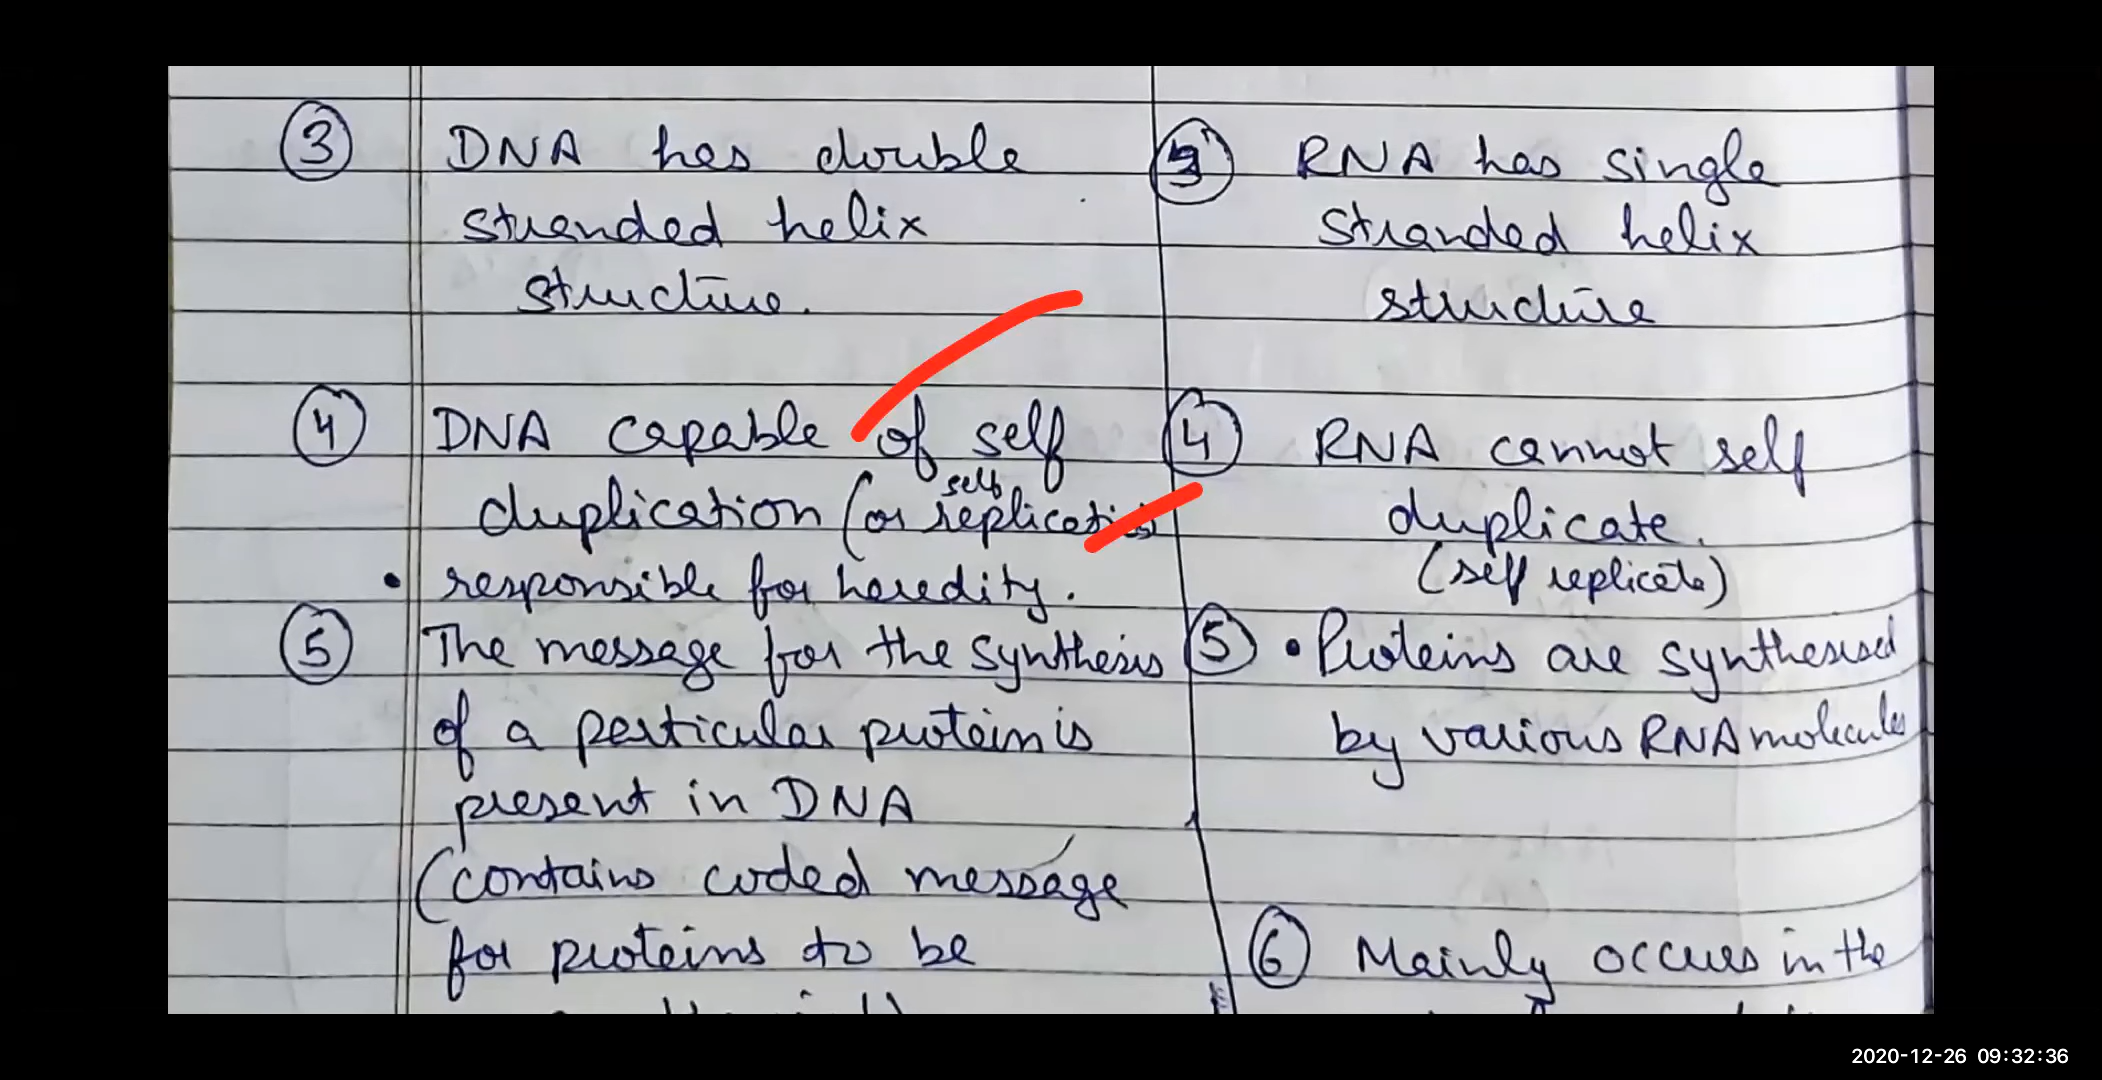 ③ DNA has double
stranded helix
structure.
④ DNA capable of self
self
duplication (or replication
• responsible for heredity.
⑤ The message for the synthesis
of a particular protein is
present in DNA
(contains coded message
for proteins to be
③ RNA has single
stranded helix
structure
④ RNA cannot self
duplicate.
(self replicate)
⑤ • Proteins are synthesised
by various RNA molecules
⑥ Mainly occurs in the
2020-12-26 09:32:36